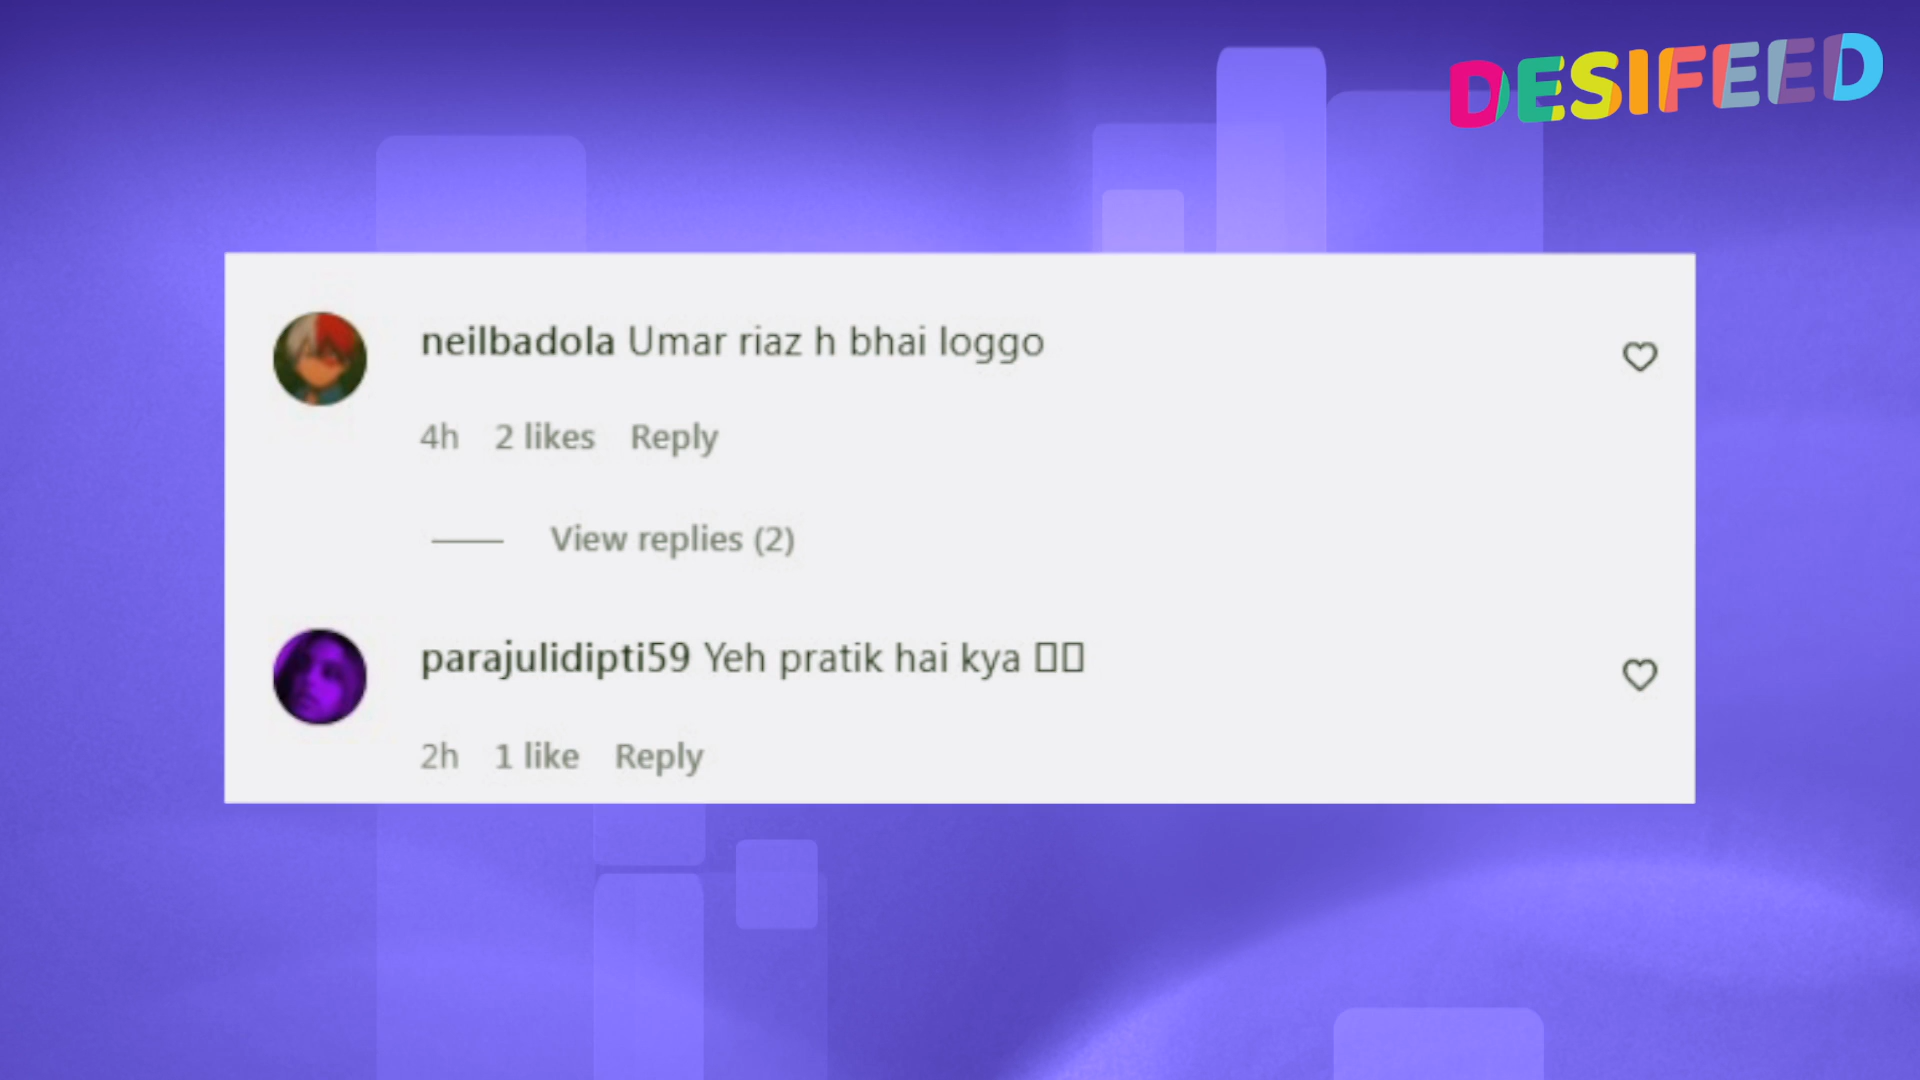 DESIFEED
neilbadola Umar riaz h bhai loggo
4h 2 likes Reply
View replies (2)
parajulidipti59 Yeh pratik hai kya
2h 1 like Reply